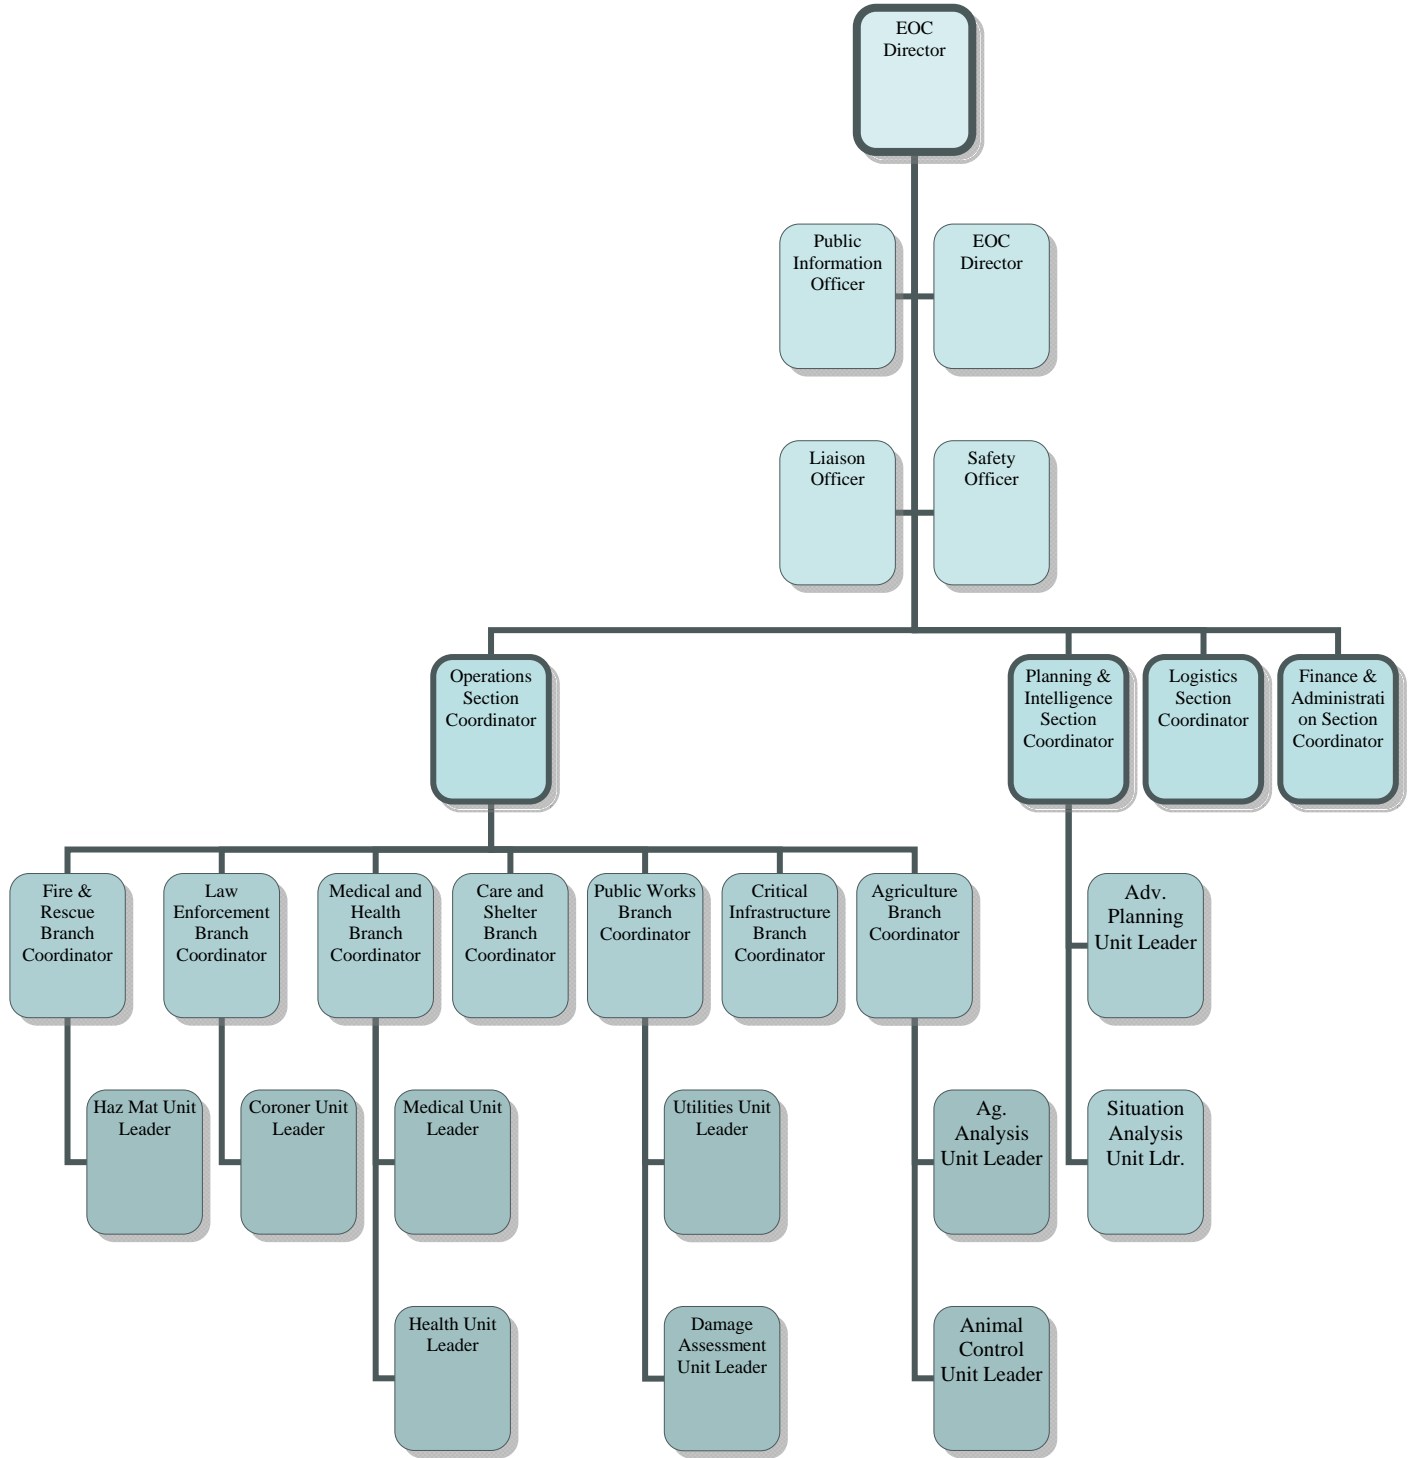 EOC
Director
Public
Information
Officer
EOC
Director
Liaison
Officer
Safety
Officer
Operations
Section
Coordinator
Planning &
Intelligence
Section
Coordinator
Logistics
Section
Coordinator
Finance &
Administrati
on Section
Coordinator
Fire &
Rescue
Branch
Coordinator
Law
Enforcement
Branch
Coordinator
Medical and
Health
Branch
Coordinator
Care and
Shelter
Branch
Coordinator
Public Works
Branch
Coordinator
Critical
Infrastructure
Branch
Coordinator
Agriculture
Branch
Coordinator
Adv.
Planning
Unit Leader
Haz Mat Unit
Leader
Coroner Unit
Leader
Medical Unit
Leader
Utilities Unit
Leader
Ag.
Analysis
Unit Leader
Situation
Analysis
Unit Ldr.
Health Unit
Leader
Damage
Assessment
Unit Leader
Animal
Control
Unit Leader